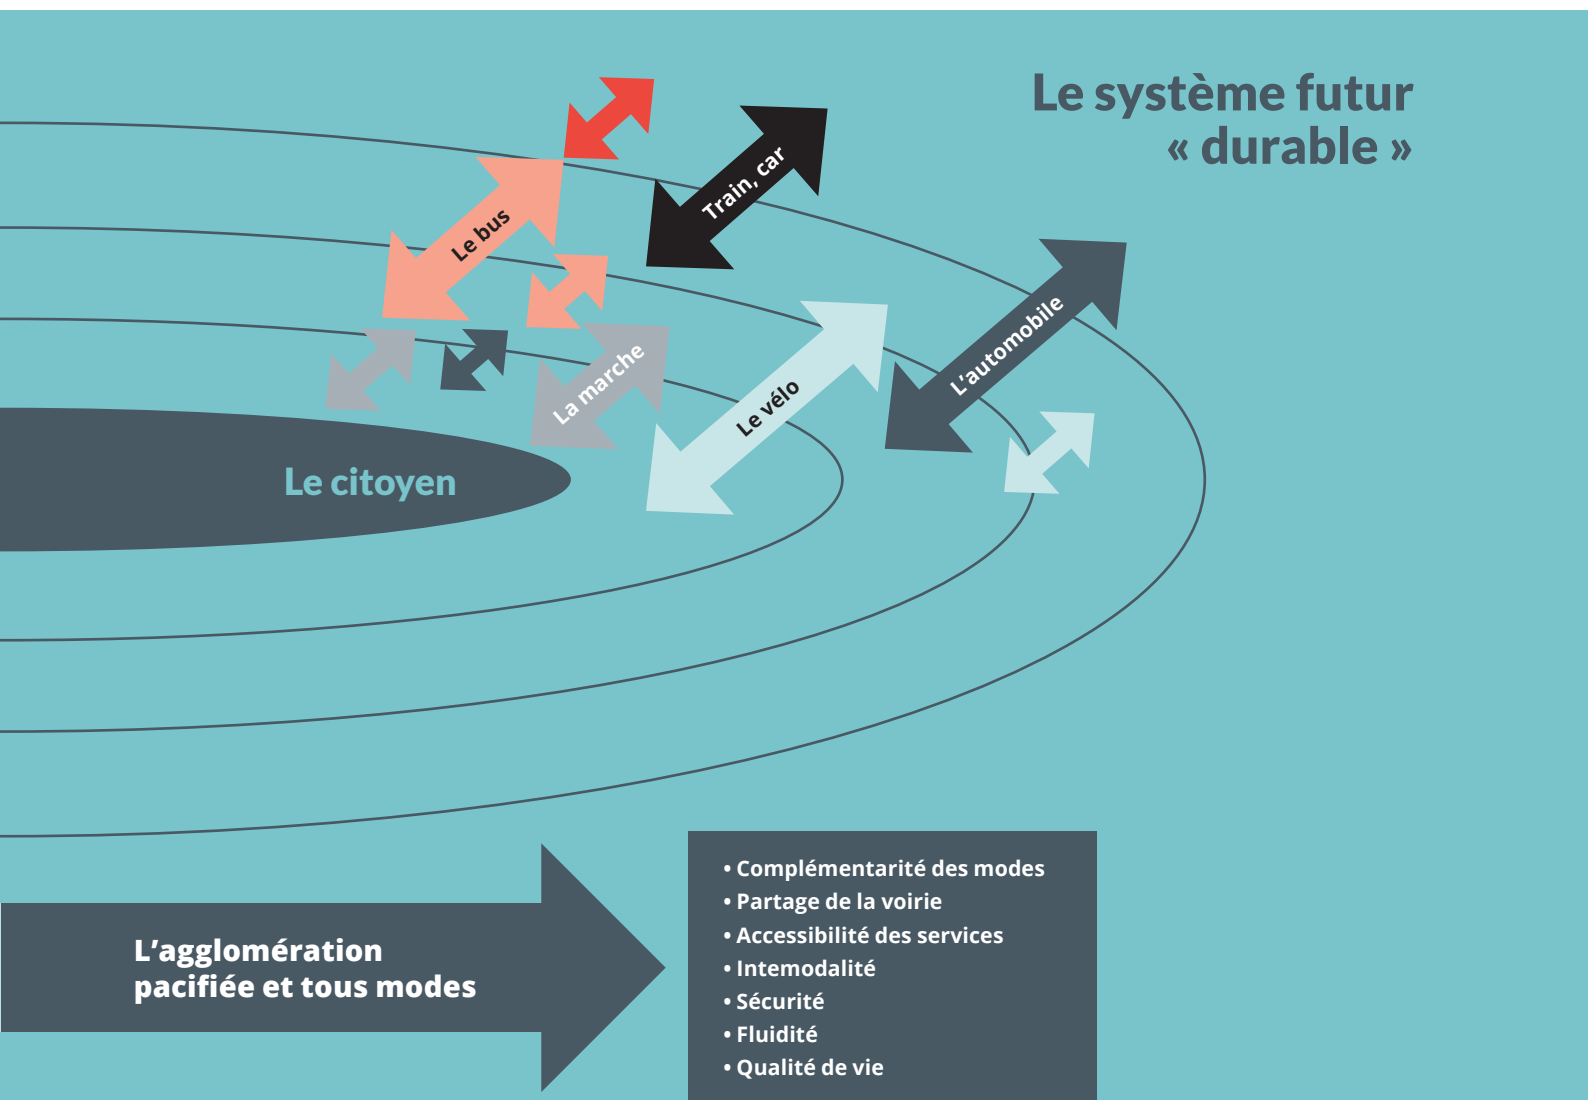 Le système futur
« durable »
Train, car
Le bus
L’automobile
La marche
Le vélo
Le citoyen
L’agglomération
pacifiée et tous modes
• Complémentarité des modes
• Partage de la voirie
• Accessibilité des services
• Intemodalité
• Sécurité
• Fluidité
• Qualité de vie